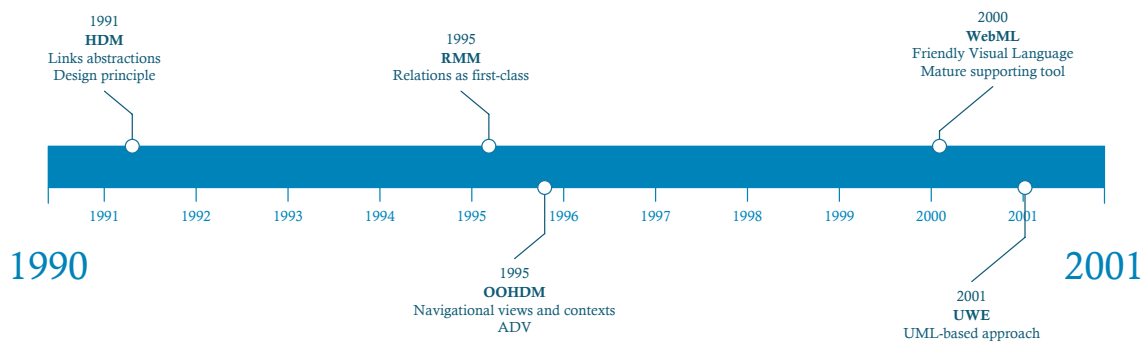 1991
HDM
Links abstractions
Design principle
1995
RMM
Relations as first-class
2000
WebML
Friendly Visual Language
Mature supporting tool
1991
1992
1993
1994
1995
1996
1997
1998
1999
2000
2001
1990
2001
1995
OOHDM
Navigational views and contexts
ADV
2001
UWE
UML-based approach